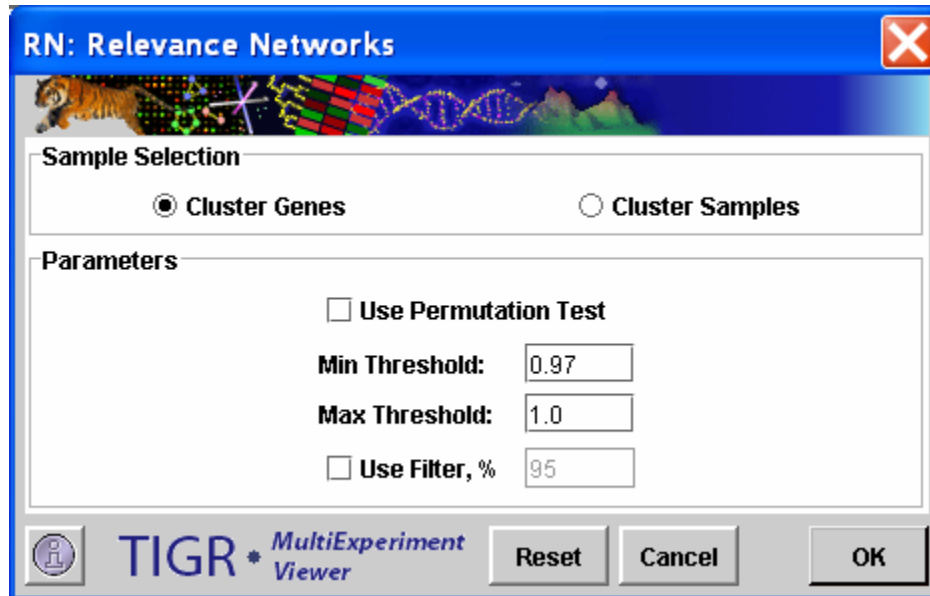 RN: Relevance Networks
Sample Selection
Cluster Genes Cluster Samples
Parameters
Use Permutation Test
Min Threshold: 0.97
Max Threshold: 1.0
Use Filter, % 95
TIGR MultiExperiment
Viewer
Reset Cancel OK